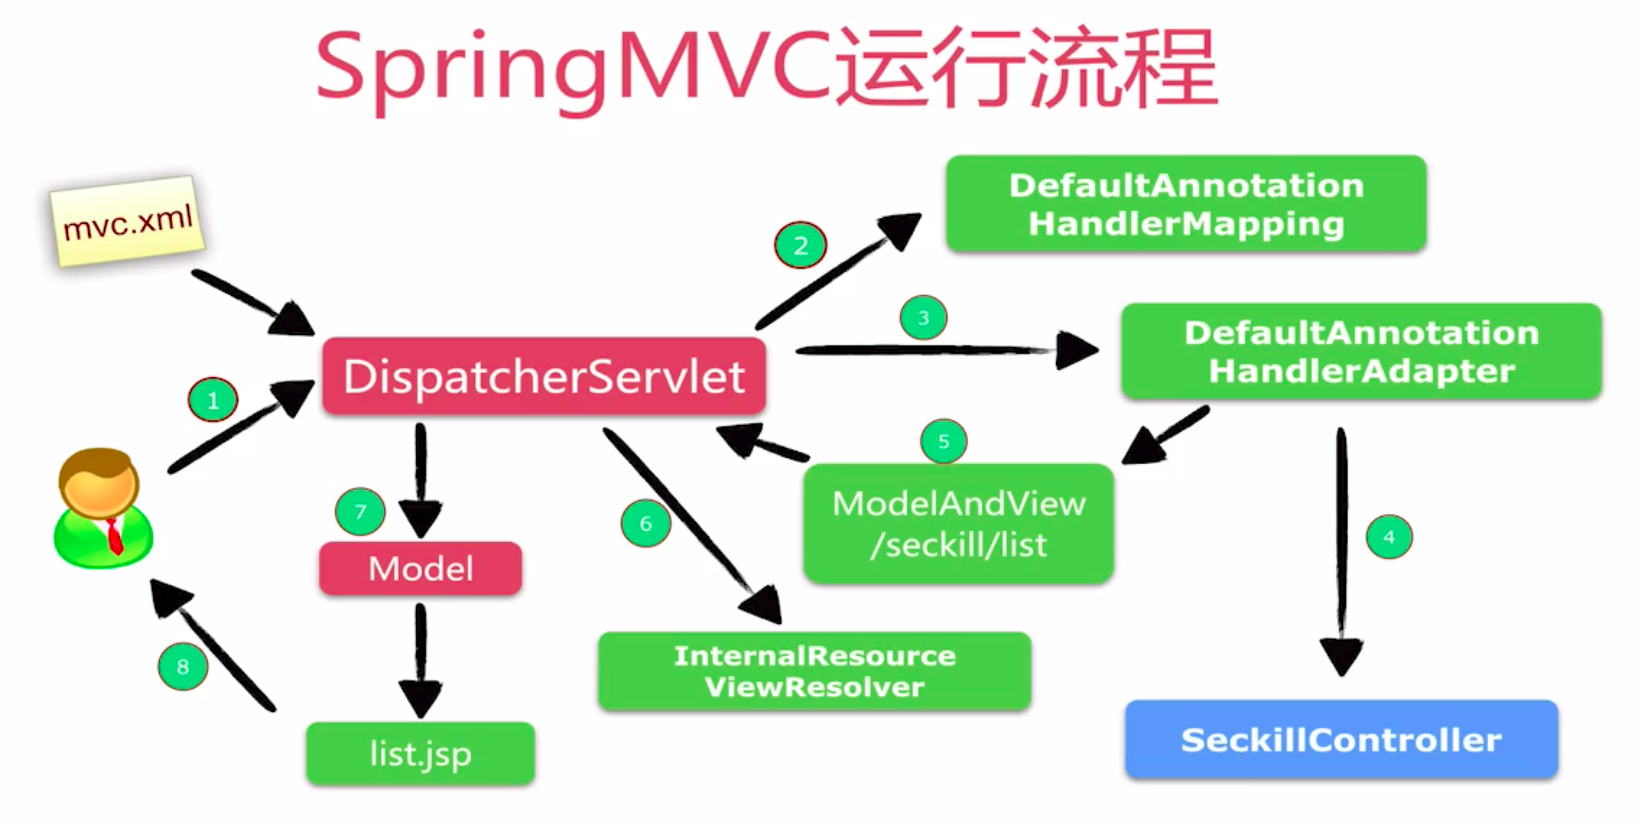 SpringMVC运行流程
mvc.xml
DefaultAnnotation
HandlerMapping
2
3
DefaultAnnotation
HandlerAdapter
DispatcherServlet
1
5
ModelAndView
/seckill/list
7
6
4
Model
InternalResource
ViewResolver
8
list.jsp
SeckillController